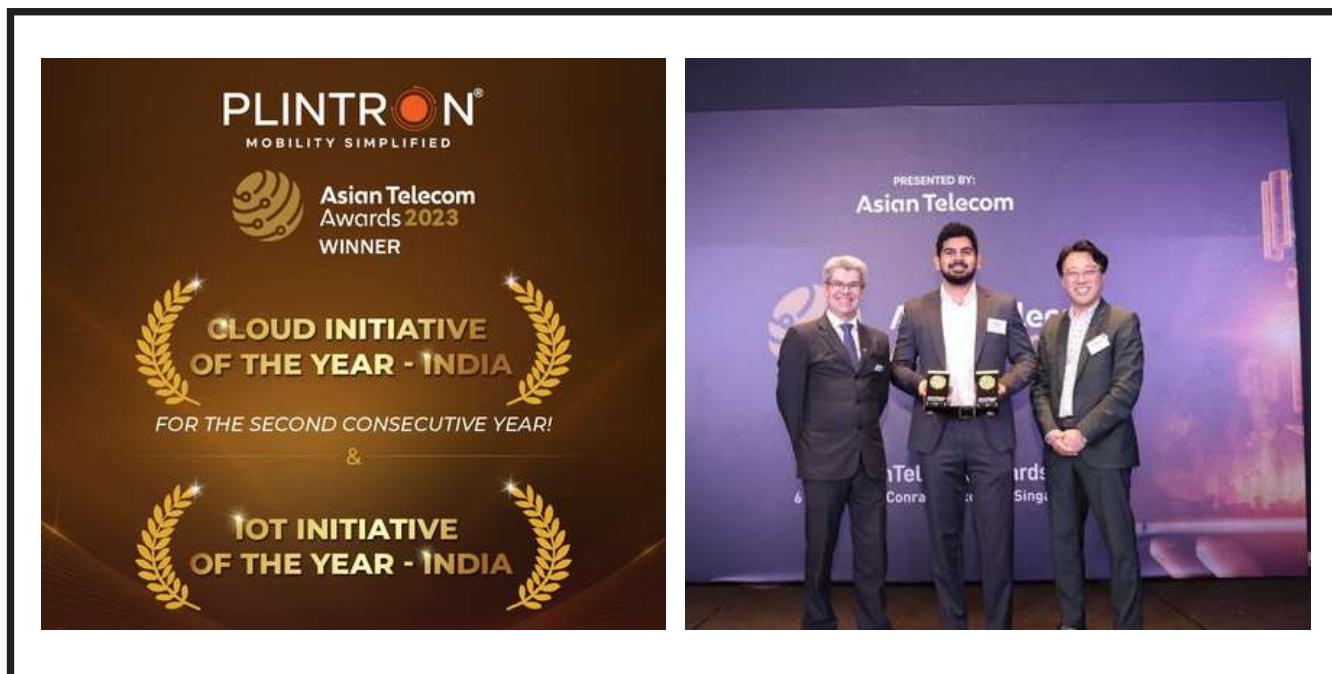 PLINTRON®
MOBILITY SIMPLIFIED
Asian Telecom
Awards 2023
WINNER
CLOUD INITIATIVE
OF THE YEAR - INDIA
FOR THE SECOND CONSECUTIVE YEAR!
&
IOT INITIATIVE
OF THE YEAR - INDIA
PRESENTED BY:
Asian Telecom